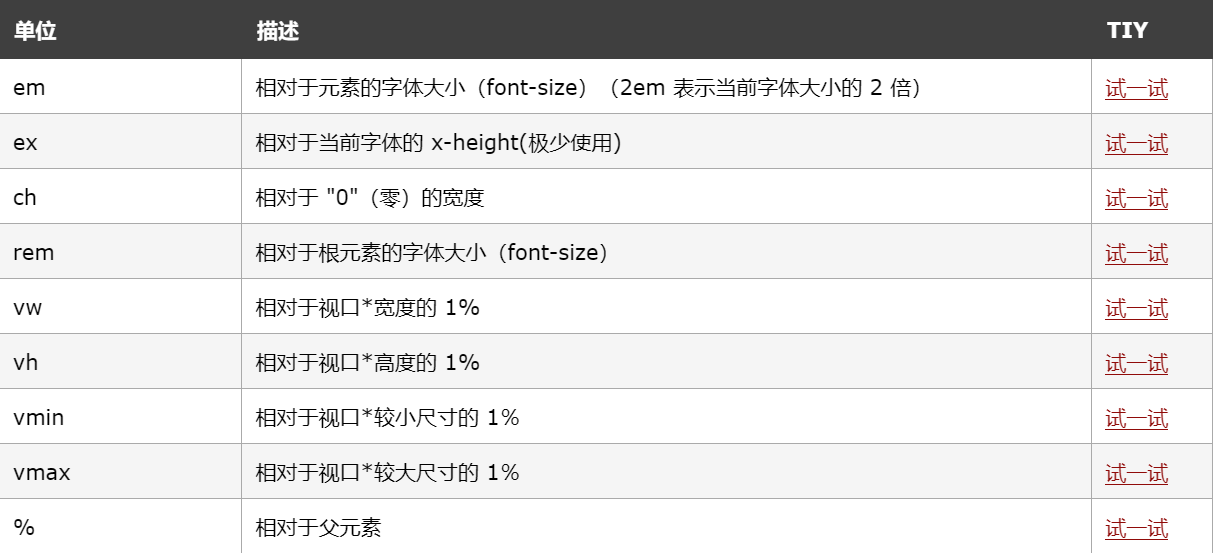 单位 描述 TIY
em 相对于元素的字体大小（font-size）（2em 表示当前字体大小的 2 倍） 试一试
ex 相对于当前字体的 x-height(极少使用) 试一试
ch 相对于 "0"（零）的宽度 试一试
rem 相对于根元素的字体大小（font-size） 试一试
vw 相对于视口*宽度的 1% 试一试
vh 相对于视口*高度的 1% 试一试
vmin 相对于视口*较小尺寸的 1％ 试一试
vmax 相对于视口*较大尺寸的 1％ 试一试
% 相对于父元素 试一试